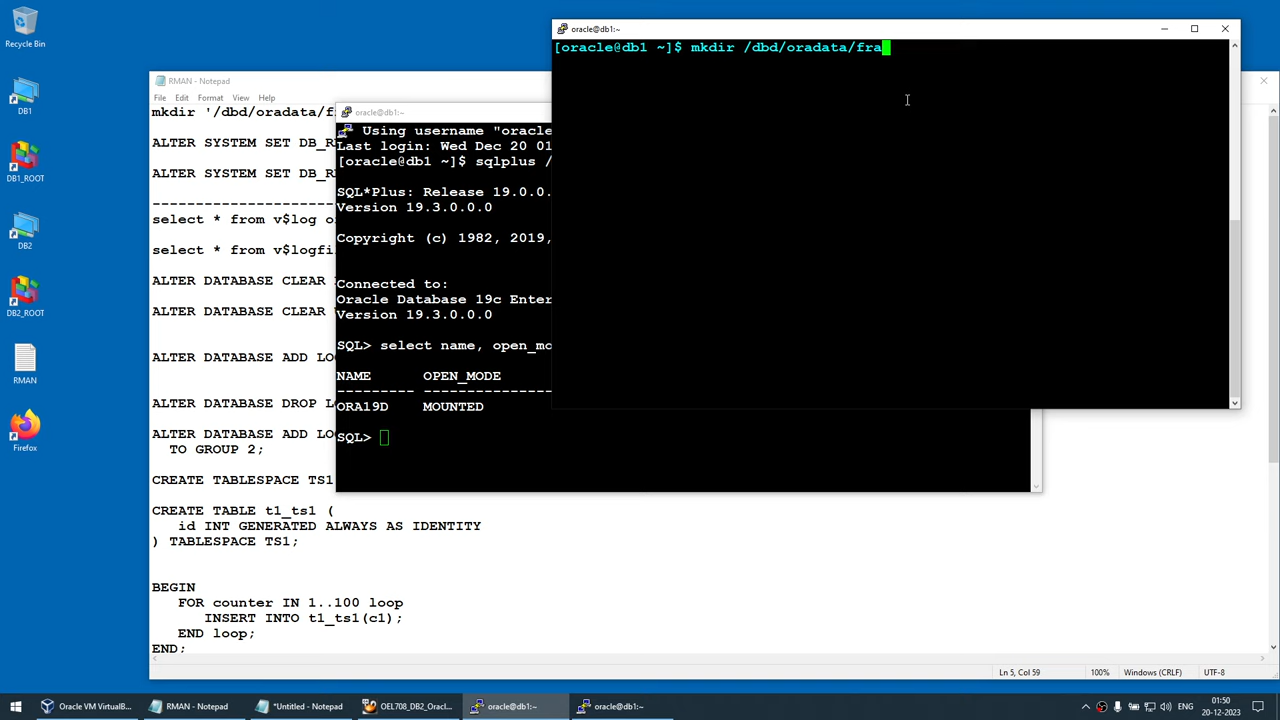 Recycle Bin
DB1
DB1_ROOT
DB2
DB2_ROOT
RMAN
Firefox
RMAN - Notepad
File Edit Format View Help
mkdir '/dbd/oradata/f
ALTER SYSTEM SET DB_R
ALTER SYSTEM SET DB_R
select * from v$log o
select * from v$logfi
ALTER DATABASE CLEAR
ALTER DATABASE CLEAR
ALTER DATABASE ADD LO
ALTER DATABASE DROP L
ALTER DATABASE ADD LO
TO GROUP 2;
CREATE TABLESPACE TS1
CREATE TABLE t1_ts1 (
id INT GENERATED ALWAYS AS IDENTITY
) TABLESPACE TS1;
BEGIN
FOR counter IN 1..100 loop
INSERT INTO t1_ts1(c1);
END loop;
END;
Ln 5, Col 59
100%
Windows (CRLF)
UTF-8
oracle@db1:~
Using username "oracle
Last login: Wed Dec 20 01
[oracle@db1 ~]$ sqlplus /
SQL*Plus: Release 19.0.0.
Version 19.3.0.0.0
Copyright (c) 1982, 2019,
Connected to:
Oracle Database 19c Enter
Version 19.3.0.0.0
SQL> select name, open_mo
NAME OPEN_MODE
--------- ---------------
ORA19D MOUNTED
SQL>
oracle@db1:~
[oracle@db1 ~]$ mkdir /dbd/oradata/fra
Oracle VM VirtualB...
RMAN - Notepad
*Untitled - Notepad
OEL708_DB2_Oracl...
oracle@db1:~
oracle@db1:~
ENG
01:50
20-12-2023